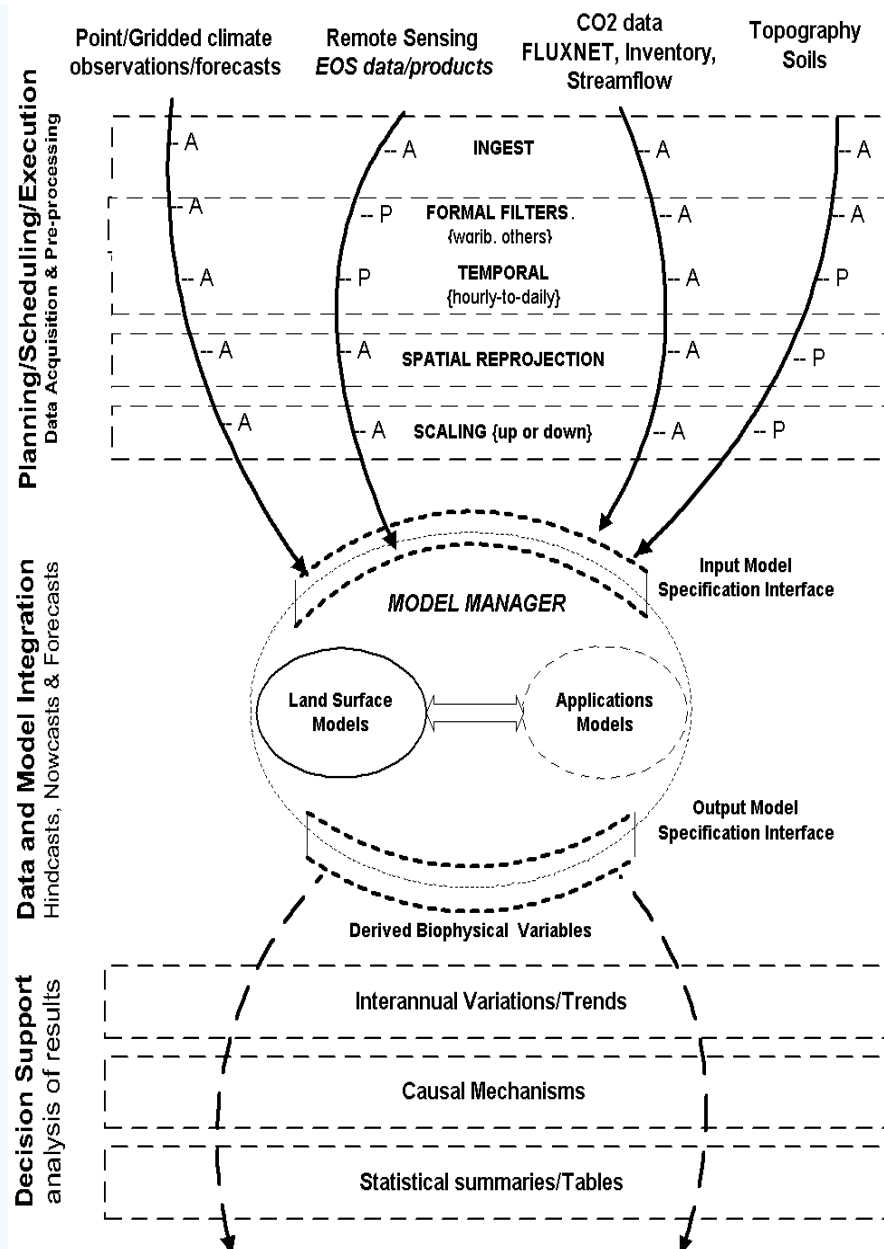 Point/Gridded climate
observations/forecasts
Remote Sensing
EOS data/products
CO2 data
FLUXNET, Inventory,
Streamflow
Topography
Soils
Planning/Scheduling/Execution
Data Acquisition & Pre-processing
-- A
-- A
INGEST
-- A
-- A
-- A
-- P
FORMAL FILTERS.
{warib. others}
-- A
-- A
-- A
-- P
TEMPORAL
{hourly-to-daily}
-- A
-- P
-- A
-- A
SPATIAL REPROJECTION
-- A
-- P
-- A
-- A
SCALING {up or down}
-- A
-- P
Data and Model Integration
Hindcasts, Nowcasts & Forecasts
Input Model
Specification Interface
MODEL MANAGER
Land Surface
Models
Applications
Models
Output Model
Specification Interface
Derived Biophysical Variables
Decision Support
analysis of results
Interannual Variations/Trends
Causal Mechanisms
Statistical summaries/Tables